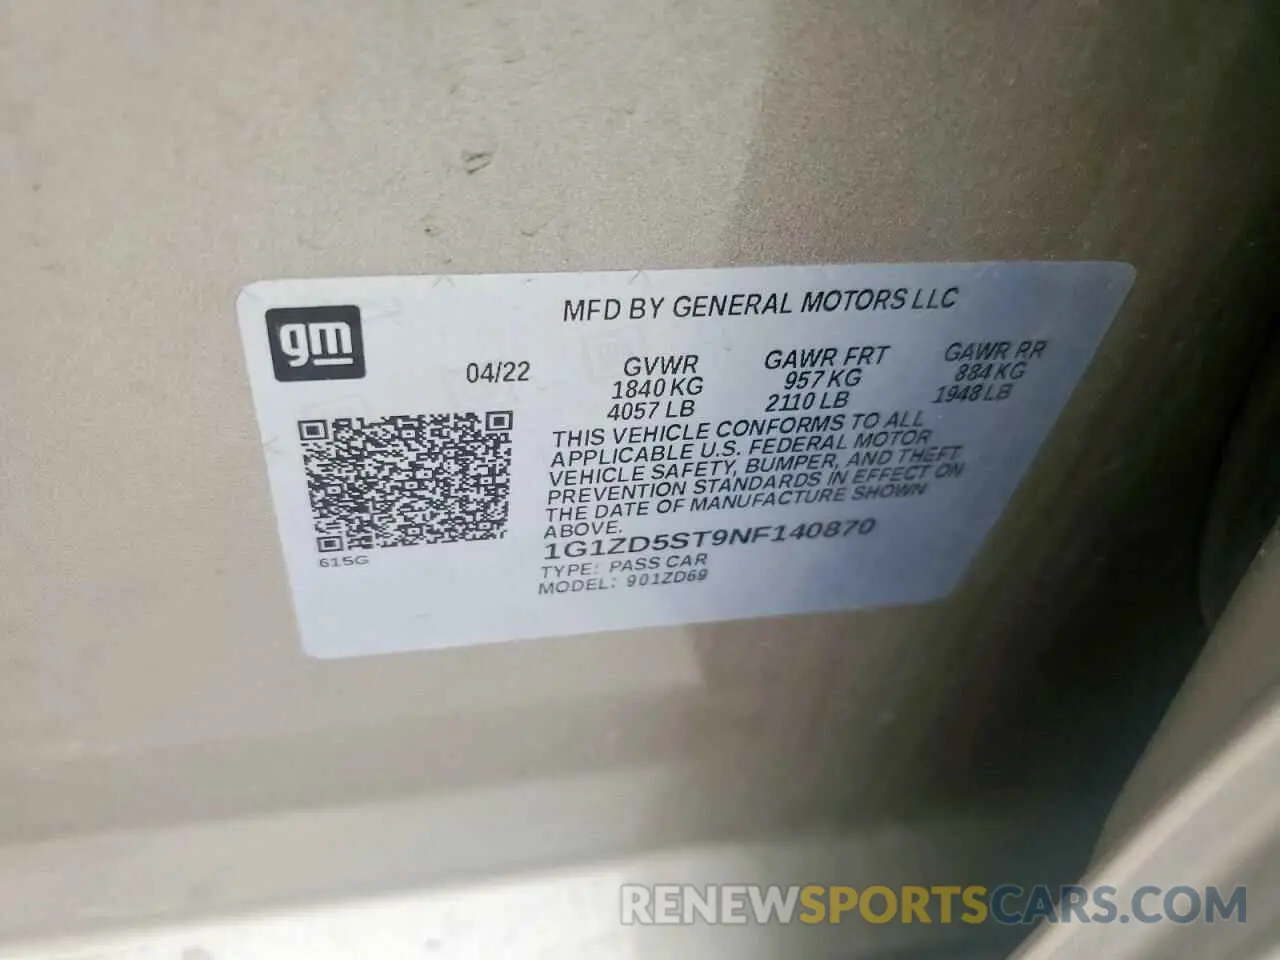 gm
MFD BY GENERAL MOTORS LLC
04/22
GVWR GAWR FRT GAWR RR
1840 KG 957 KG 884 KG
4057 LB 2110 LB 1948 LB
THIS VEHICLE CONFORMS TO ALL
APPLICABLE U.S. FEDERAL MOTOR
VEHICLE SAFETY, BUMPER, AND THEFT
PREVENTION STANDARDS IN EFFECT ON
THE DATE OF MANUFACTURE SHOWN
ABOVE.
1G1ZD5ST9NF140870
TYPE: PASS CAR
MODEL: 901ZD69
615G
RENEWSPORTSCARS.COM